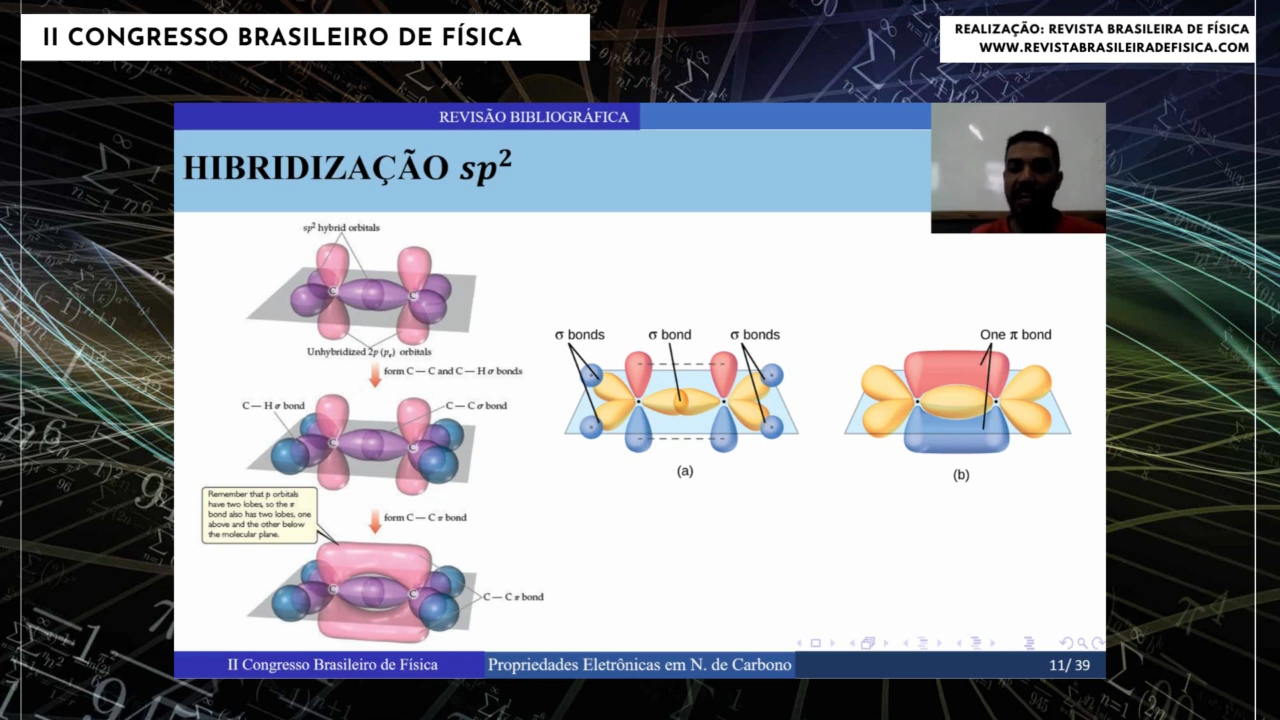 II CONGRESSO BRASILEIRO DE FÍSICA
REALIZAÇÃO: REVISTA BRASILEIRA DE FÍSICA
WWW.REVISTABRASILEIRADEFISICA.COM
REVISÃO BIBLIOGRÁFICA
HIBRIDIZAÇÃO sp²
sp² hybrid orbitals
C
C
Unhybridized 2p (pᵧ) orbitals
form C — C and C — H σ bonds
C — H σ bond
C — C σ bond
C
C
Remember that p orbitals
have two lobes, so the π
bond also has two lobes, one
above and the other below
the molecular plane.
form C — C π bond
C
C
C — C π bond
σ bonds
σ bond
σ bonds
(a)
One π bond
(b)
II Congresso Brasileiro de Física
Propriedades Eletrônicas em N. de Carbono
11/ 39